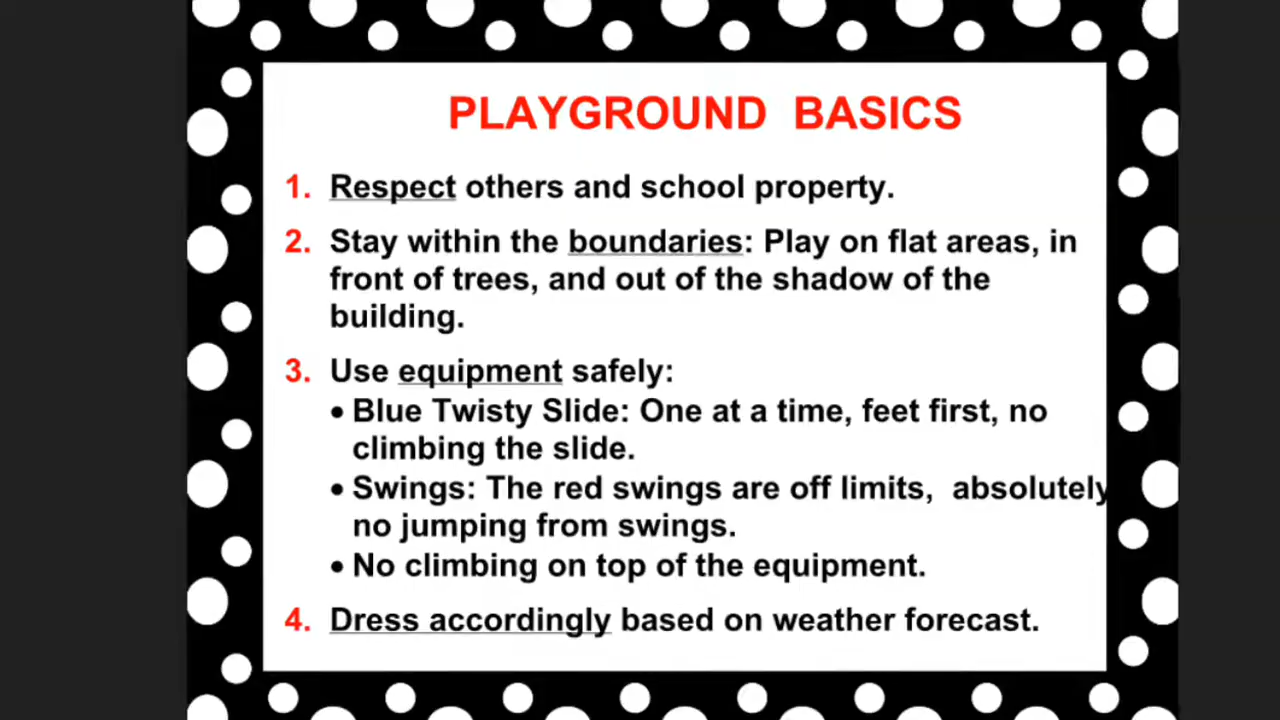 PLAYGROUND BASICS
1. Respect others and school property.
2. Stay within the boundaries: Play on flat areas, in
front of trees, and out of the shadow of the
building.
3. Use equipment safely:
• Blue Twisty Slide: One at a time, feet first, no
climbing the slide.
• Swings: The red swings are off limits, absolutely
no jumping from swings.
• No climbing on top of the equipment.
4. Dress accordingly based on weather forecast.